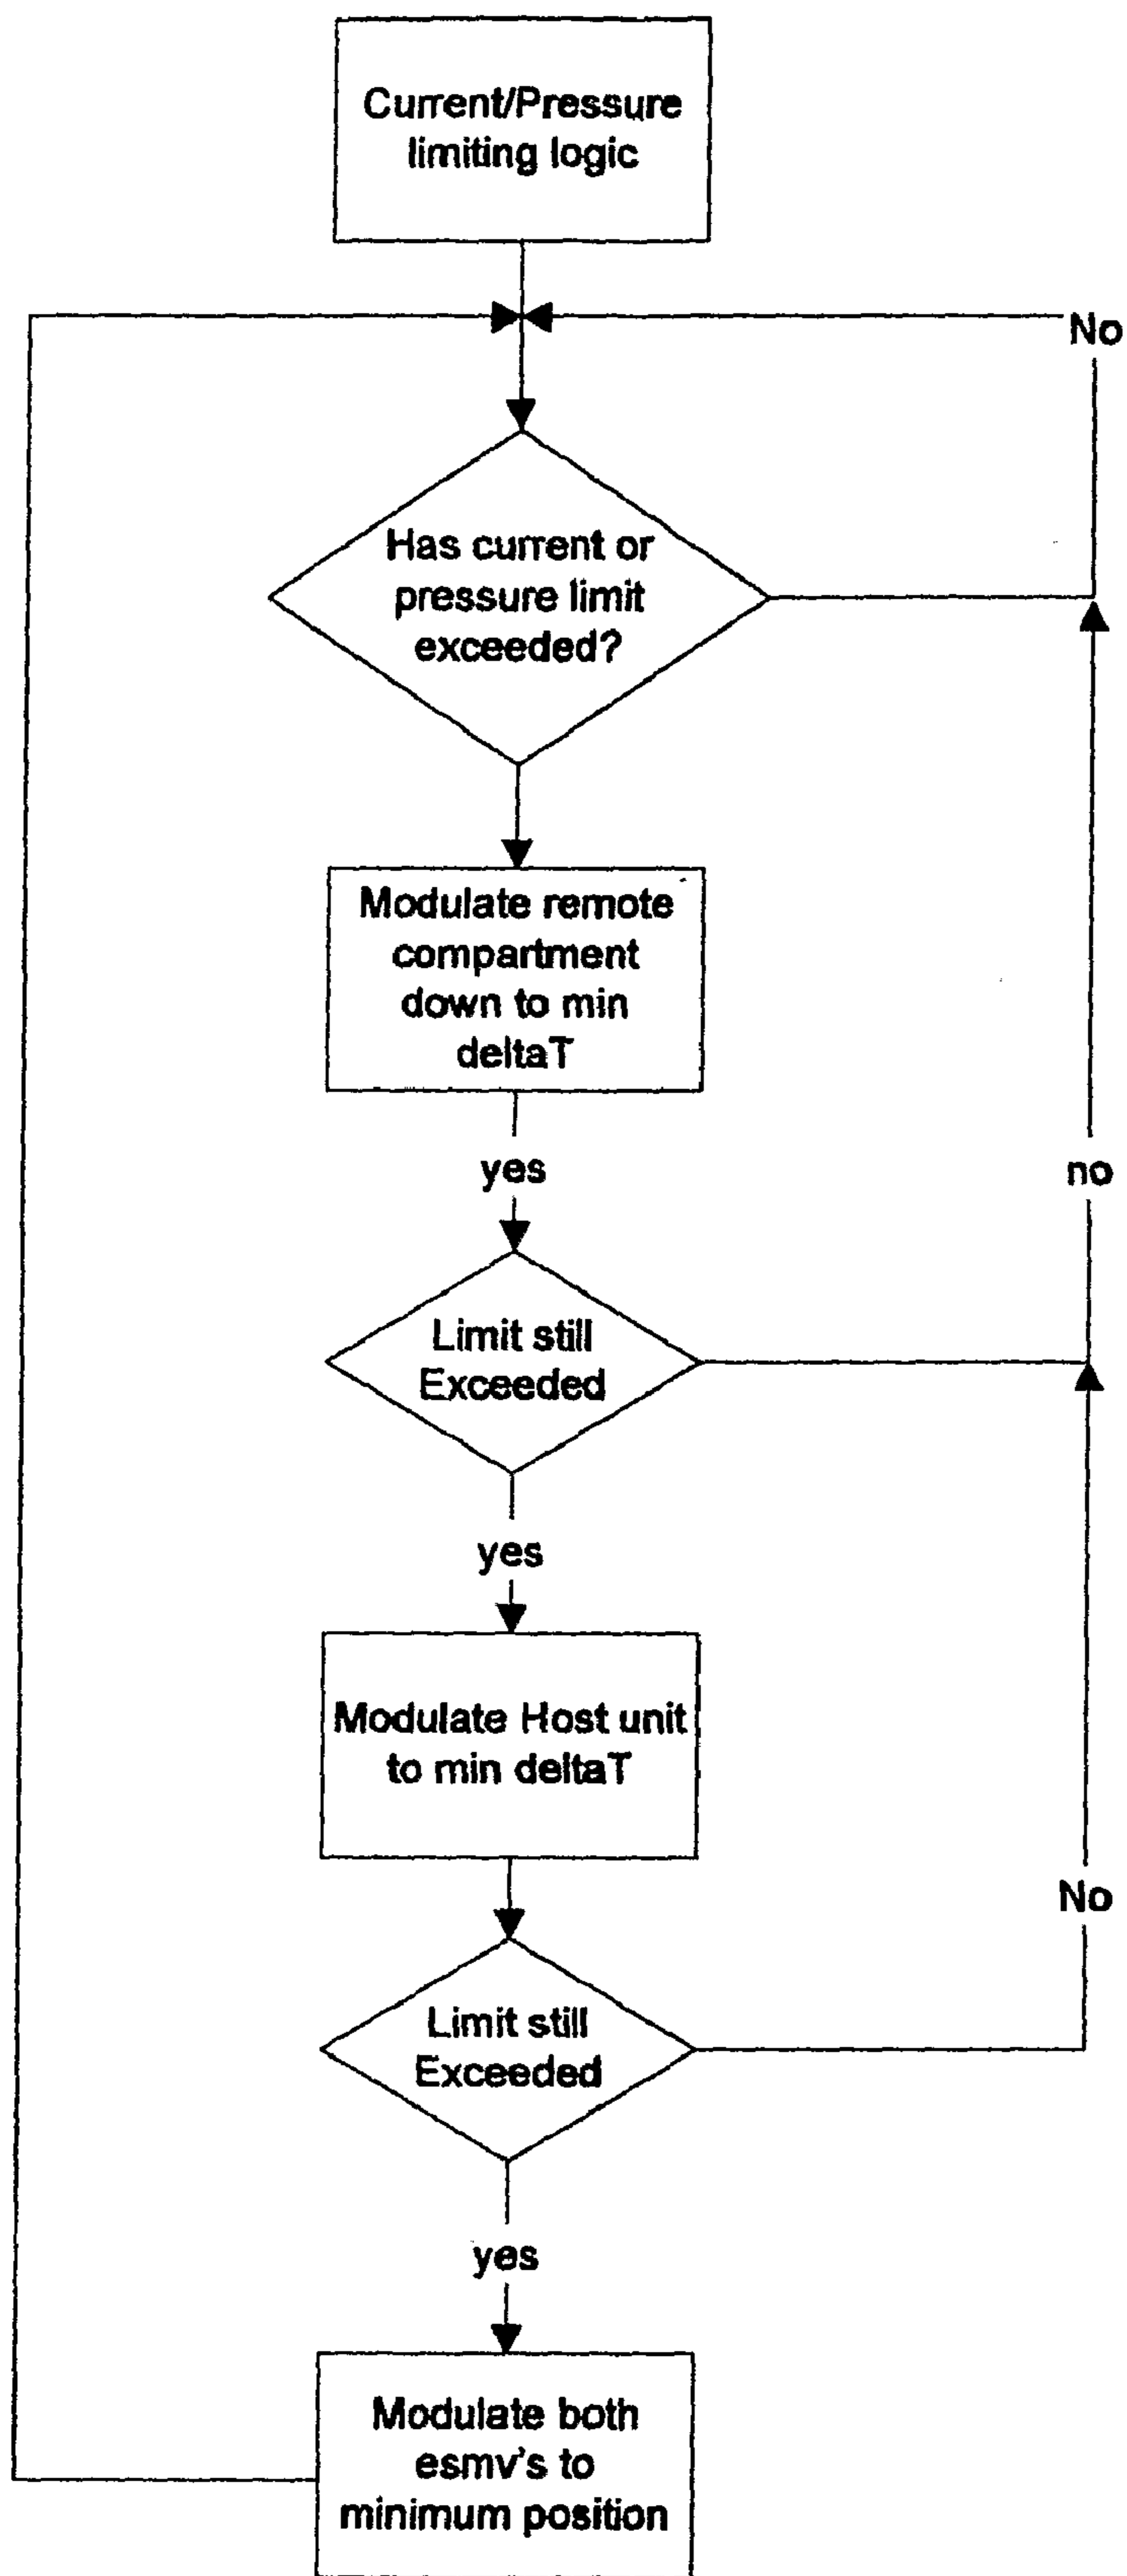 Current/Pressure
limiting logic
No
Has current or
pressure limit
exceeded?
Modulate remote
compartment
down to min
deltaT
yes
no
Limit still
Exceeded
yes
Modulate Host unit
to min deltaT
No
Limit still
Exceeded
yes
Modulate both
esmv's to
minimum position